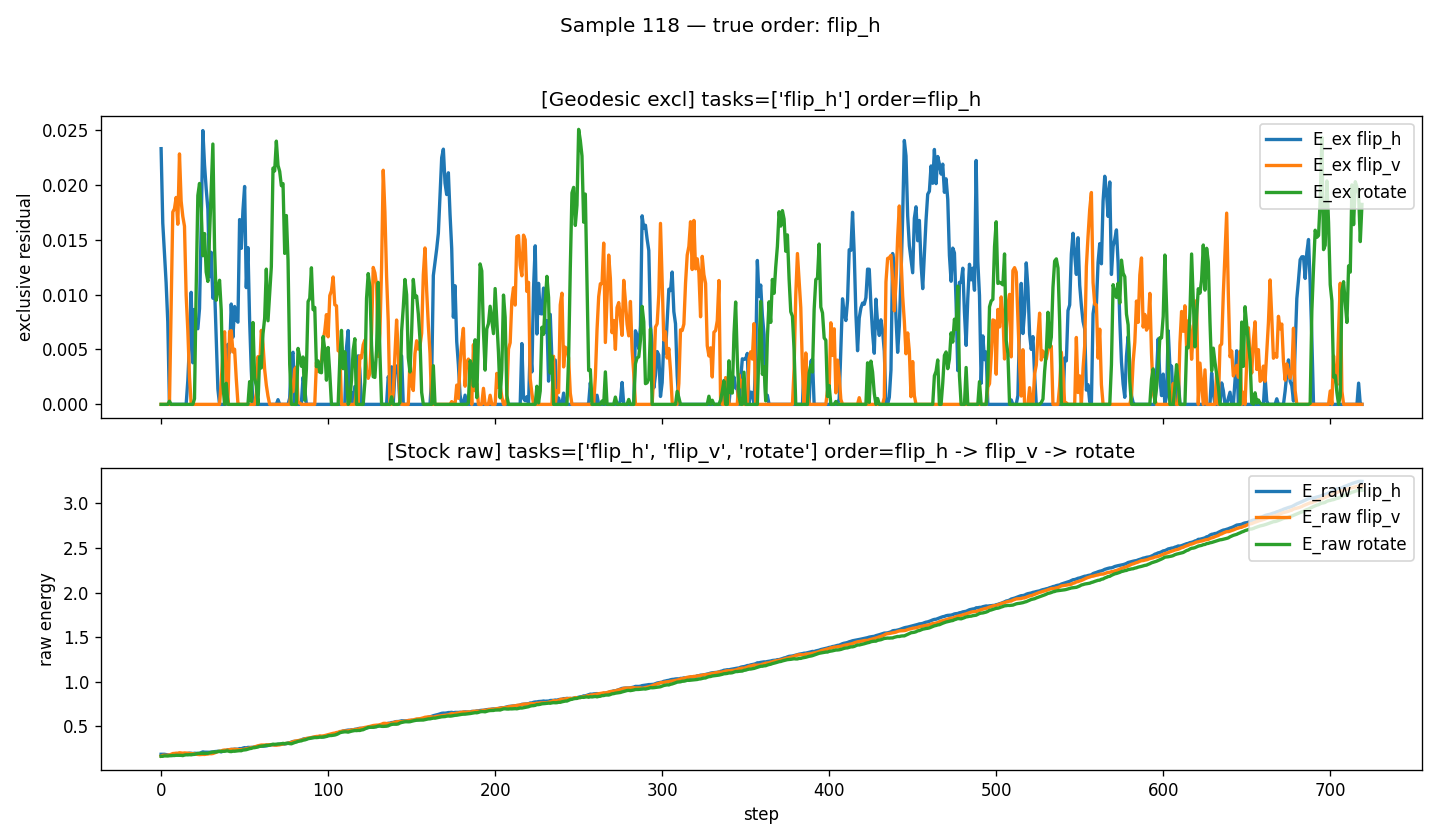 Sample 118 — true order: flip_h
[Geodesic excl] tasks=['flip_h'] order=flip_h
exclusive residual
0.025
0.020
0.015
0.010
0.005
0.000
E_ex flip_h
E_ex flip_v
E_ex rotate
[Stock raw] tasks=['flip_h', 'flip_v', 'rotate'] order=flip_h -> flip_v -> rotate
raw energy
3.0
2.5
2.0
1.5
1.0
0.5
E_raw flip_h
E_raw flip_v
E_raw rotate
0 100 200 300 400 500 600 700
step